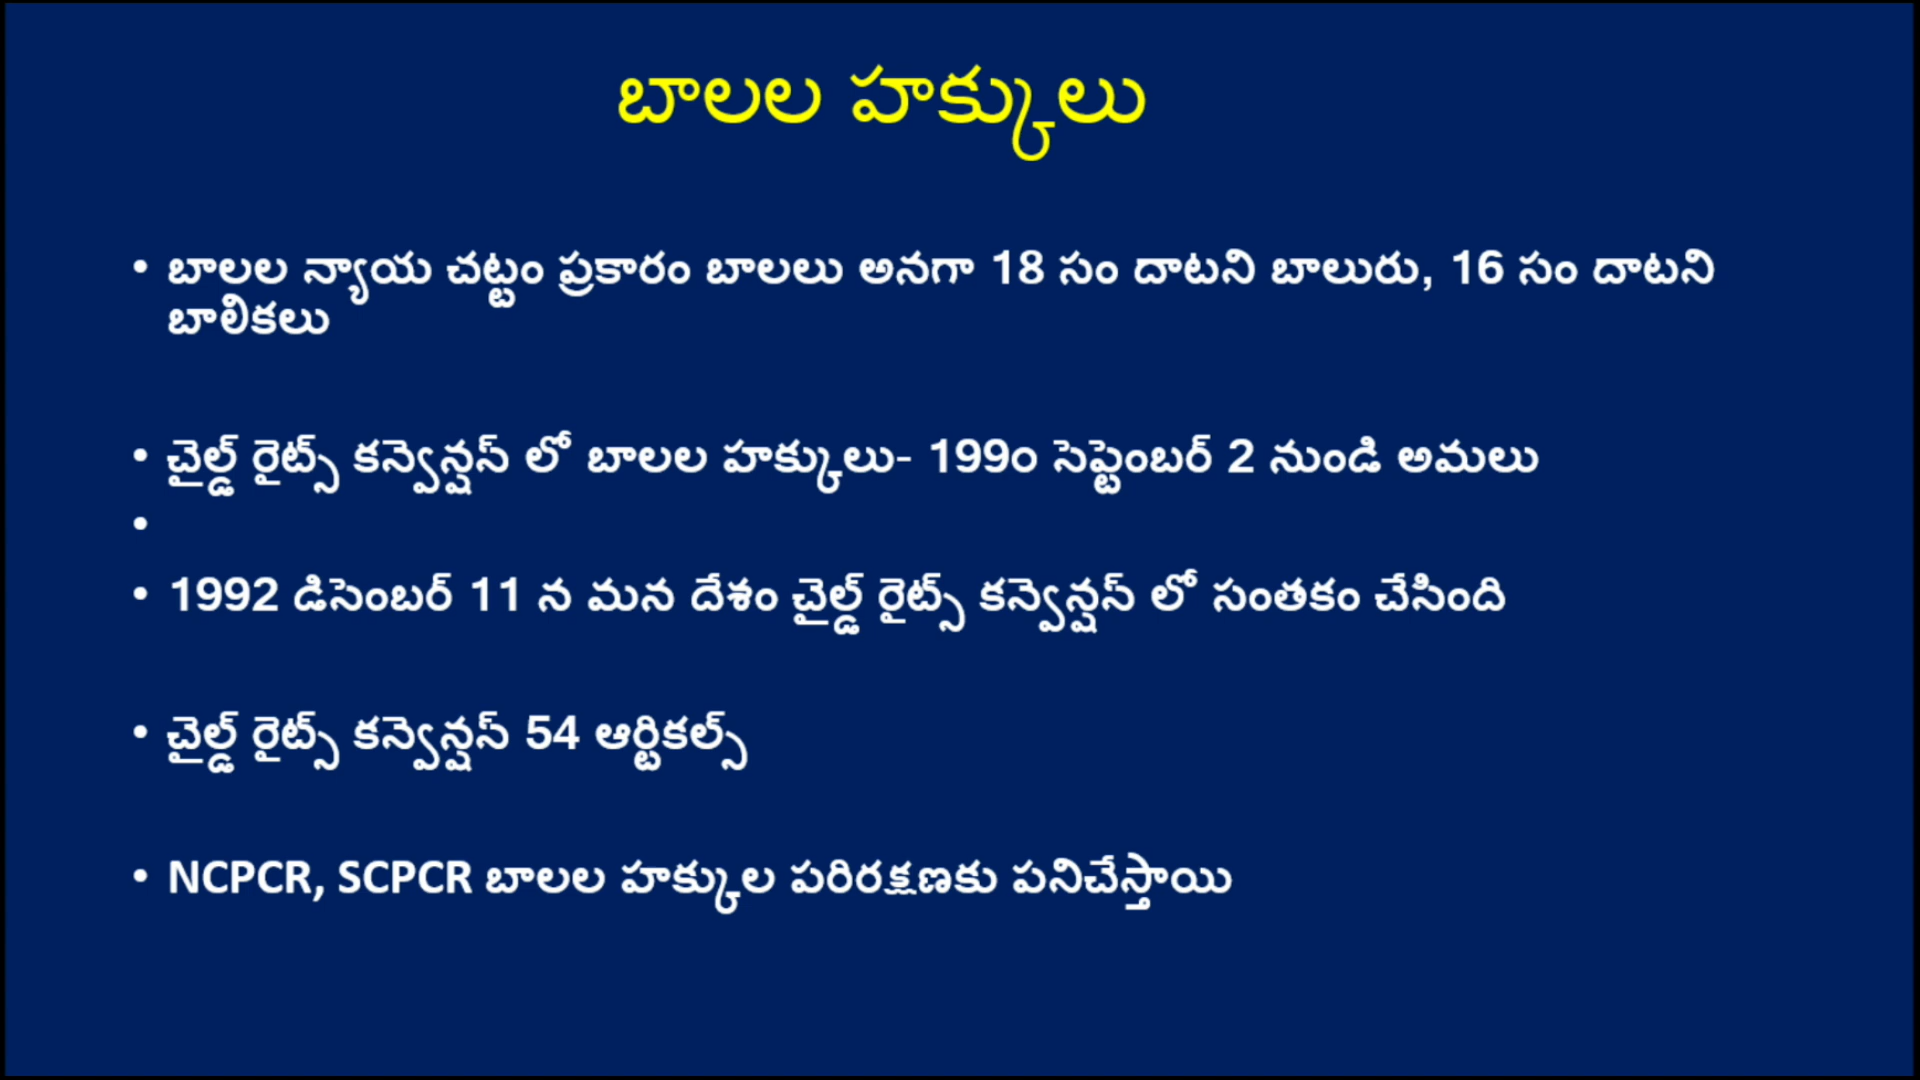 బాలల హక్కులు
• బాలల న్యాయ చట్టం ప్రకారం బాలలు అనగా 18 సం దాటని బాలురు, 16 సం దాటని
బాలికలు
• చైల్డ్ రైట్స్ కన్వెన్షన్ లో బాలల హక్కులు- 199o సెప్టెంబర్ 2 నుండి అమలు
•
• 1992 డిసెంబర్ 11 న మన దేశం చైల్డ్ రైట్స్ కన్వెన్షన్ లో సంతకం చేసింది
• చైల్డ్ రైట్స్ కన్వెన్షన్ 54 ఆర్టికల్స్
• NCPCR, SCPCR బాలల హక్కుల పరిరక్షణకు పనిచేస్తాయి